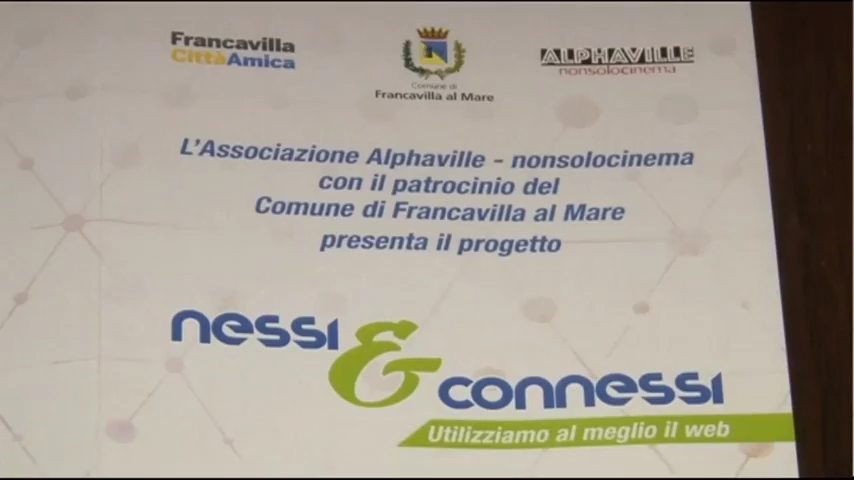 Francavilla
CittàAmica
Comune di
Francavilla al Mare
ALPHAVILLE
nonsolocinema
L'Associazione Alphaville - nonsolocinema
con il patrocinio del
Comune di Francavilla al Mare
presenta il progetto
nessi
&
connessi
Utilizziamo al meglio il web